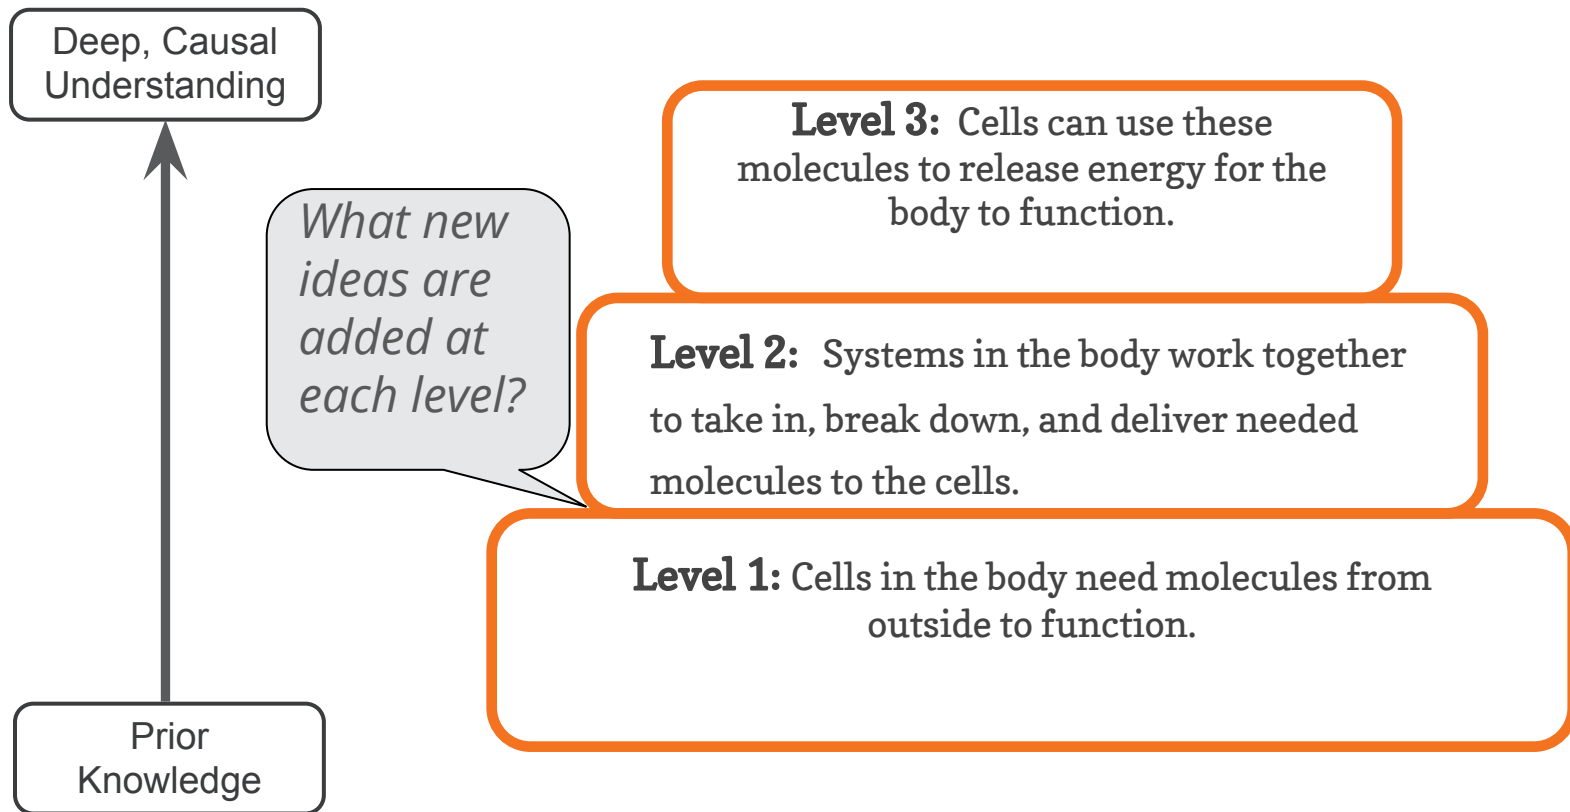 Deep, Causal
Understanding
Level 3: Cells can use these
molecules to release energy for the
body to function.
What new
ideas are
added at
each level?
Level 2: Systems in the body work together
to take in, break down, and deliver needed
molecules to the cells.
Level 1: Cells in the body need molecules from
outside to function.
Prior
Knowledge